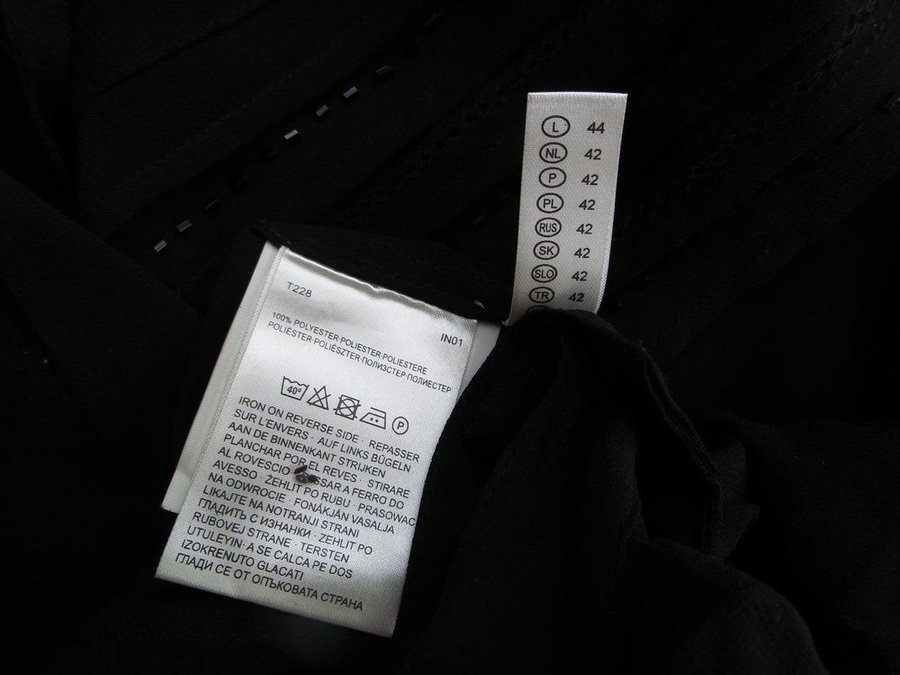 L 44
NL 42
P 42
PL 42
RUS 42
SK 42
SLO 42
TR 42
T228
IN01
100% POLYESTER·POLIESTER·POLIESTERE
POLIÉSTER·POLIÉSZTER·ПОЛИЭСТЕР·ПОЛИЕСТЕР
40° P
IRON ON REVERSE SIDE · REPASSER
SUR L'ENVERS · AUF LINKS BÜGELN
AAN DE BINNENKANT STRIJKEN
PLANCHAR POR EL REVES · STIRARE
AL ROVESCIO SAR A FERRO DO
AVESSO · ŽEHLIT PO RUBU · PRASOWAC
NA ODWROCIE · FONÁKJÁN VASALJA
LIKAJTE NA NOTRANJI STRANI
ГЛАДИТЬ С ИЗНАНКИ · ZEHLIT PO
RUBOVEJ STRANE · TERSTEN
UTULEYIN· A SE CALCA PE DOS
IZOKRENUTO GLACATI
ГЛАДИ СЕ ОТ ОПЪКОВАТА СТРАНА